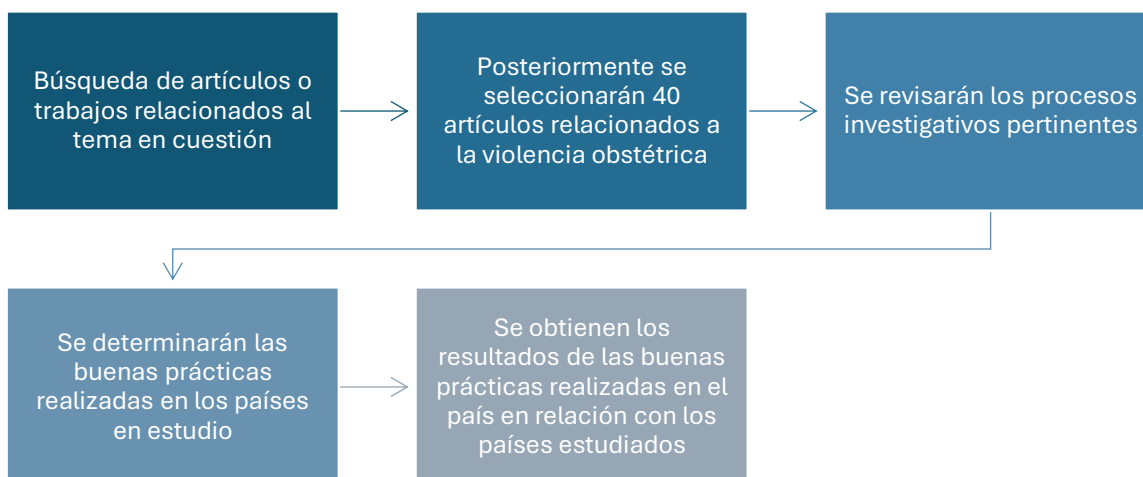 Búsqueda de artículos o
trabajos relacionados al
tema en cuestión
Posteriormente se
seleccionarán 40
artículos relacionados a
la violencia obstétrica
Se revisarán los procesos
investigativos pertinentes
Se determinarán las
buenas prácticas
realizadas en los países
en estudio
Se obtienen los
resultados de las buenas
prácticas realizadas en el
país en relación con los
países estudiados